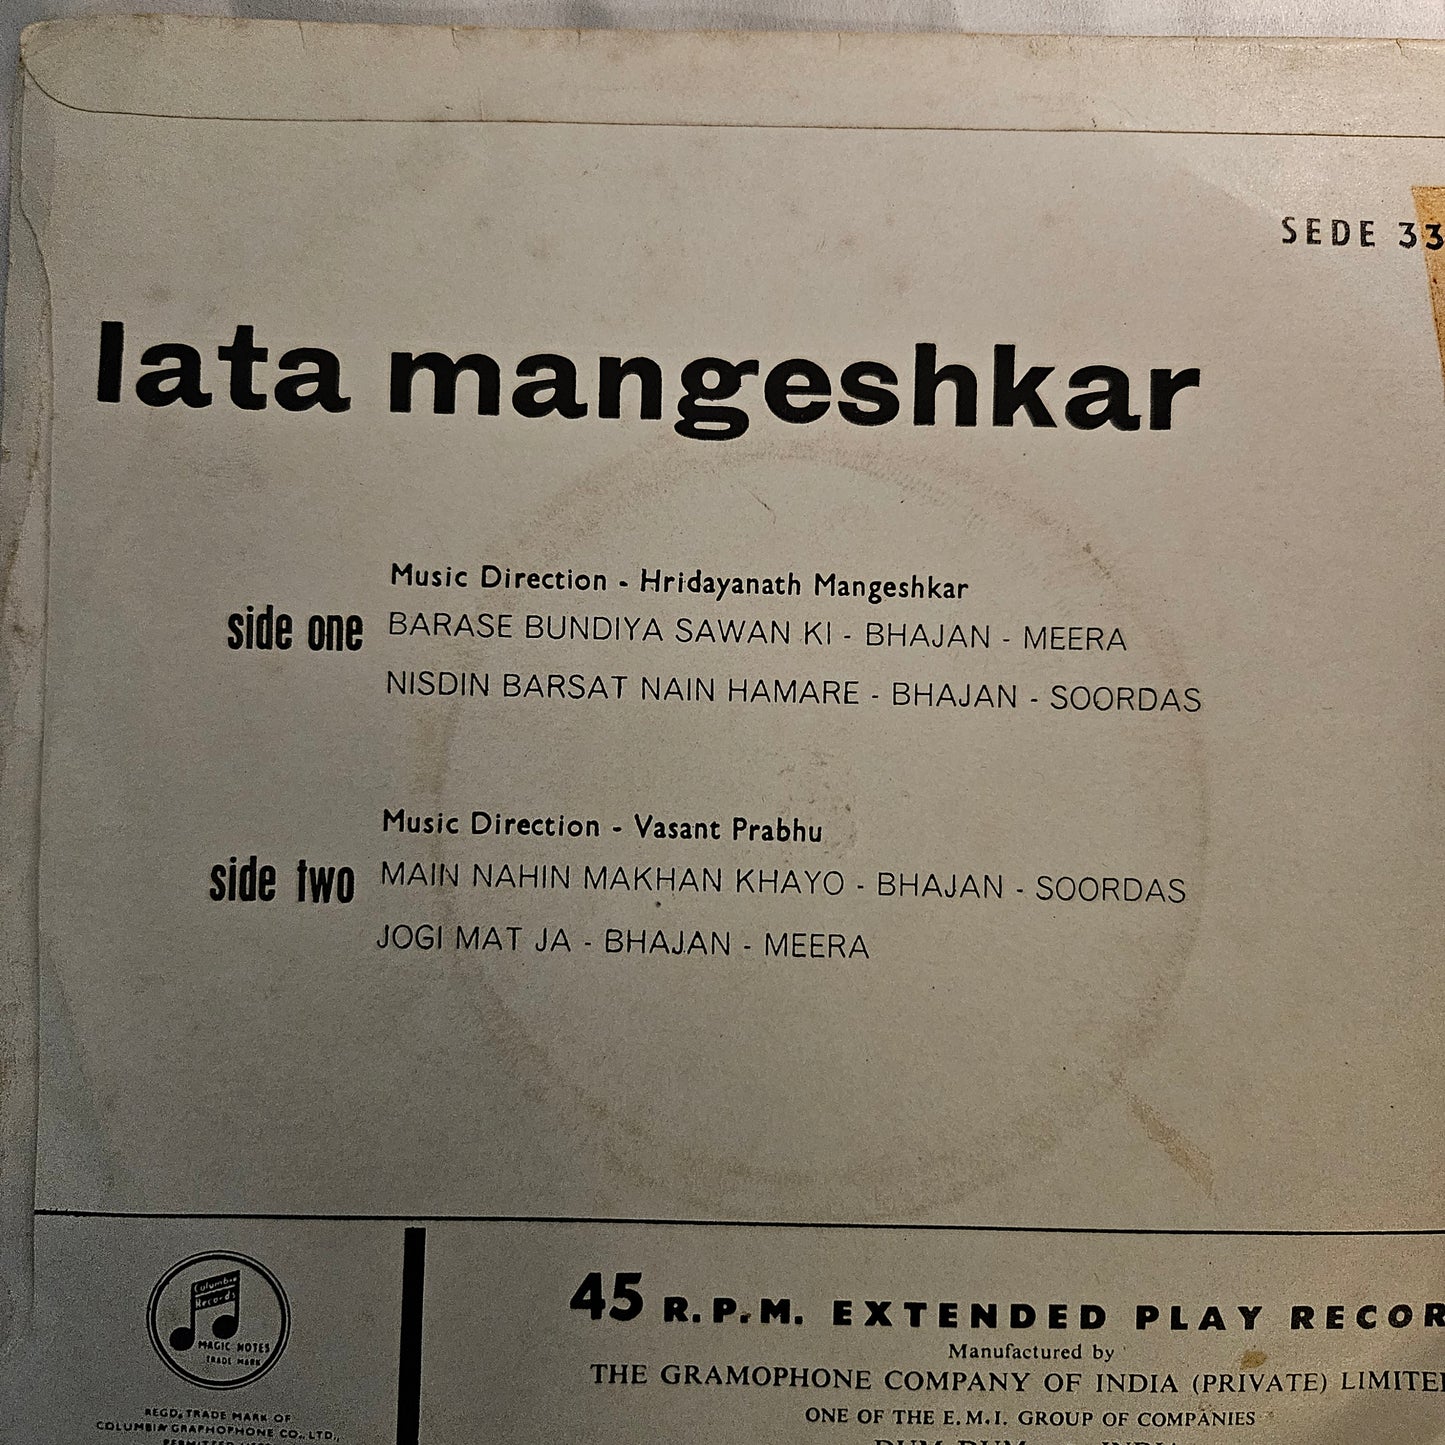 SEDE 33
lata mangeshkar
Music Direction - Hridayanath Mangeshkar
side one BARASE BUNDIYA SAWAN KI - BHAJAN - MEERA
NISDIN BARSAT NAIN HAMARE - BHAJAN - SOORDAS
Music Direction - Vasant Prabhu
side two MAIN NAHIN MAKHAN KHAYO - BHAJAN - SOORDAS
JOGI MAT JA - BHAJAN - MEERA
Columbia
Records
MAGIC NOTES
TRADE MARK
REGD. TRADE MARK OF
COLUMBIA GRAPHOPHONE CO., LTD.,
45 R.P.M. EXTENDED PLAY RECOR
Manufactured by
THE GRAMOPHONE COMPANY OF INDIA (PRIVATE) LIMITE
ONE OF THE E.M.I. GROUP OF COMPANIES